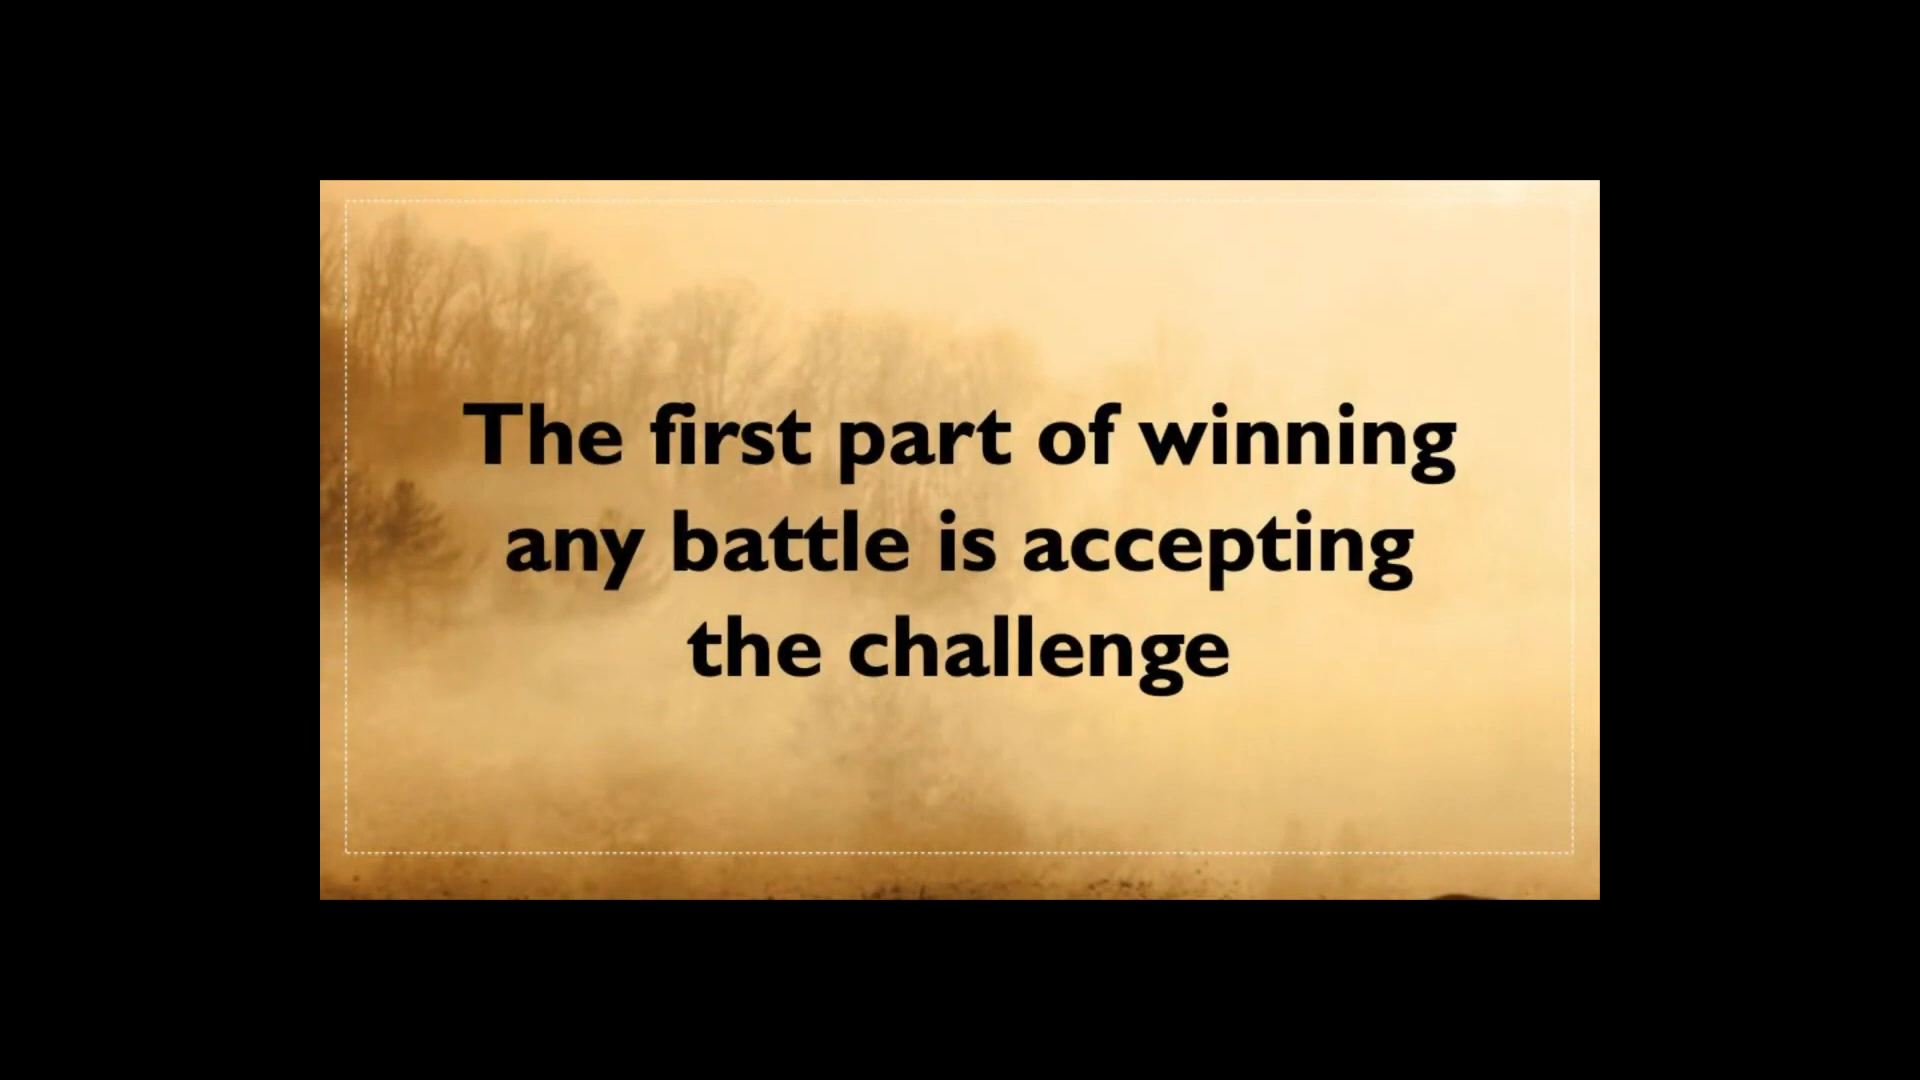 The first part of winning
any battle is accepting
the challenge